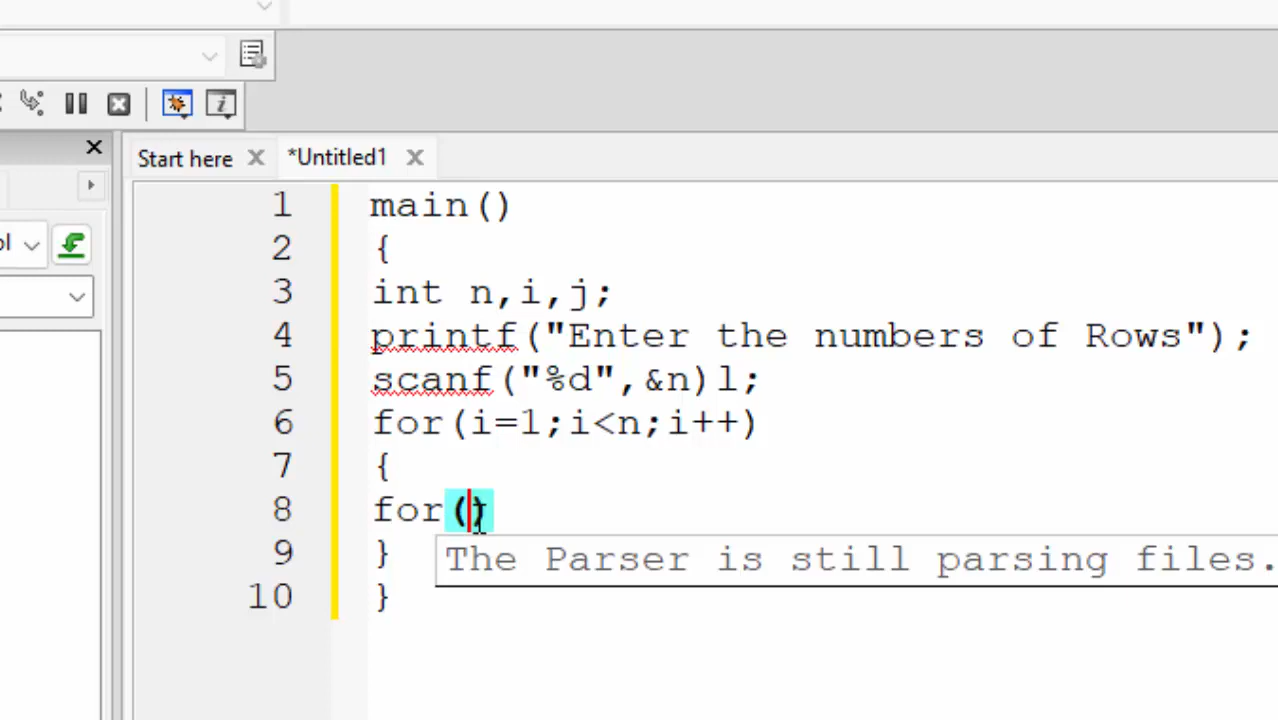 Start here
*Untitled1
ol
1 main()
2 {
3 int n,i,j;
4 printf("Enter the numbers of Rows");
5 scanf("%d",&n)l;
6 for(i=1;i<n;i++)
7 {
8 for()
9 }
The Parser is still parsing files.
10 }